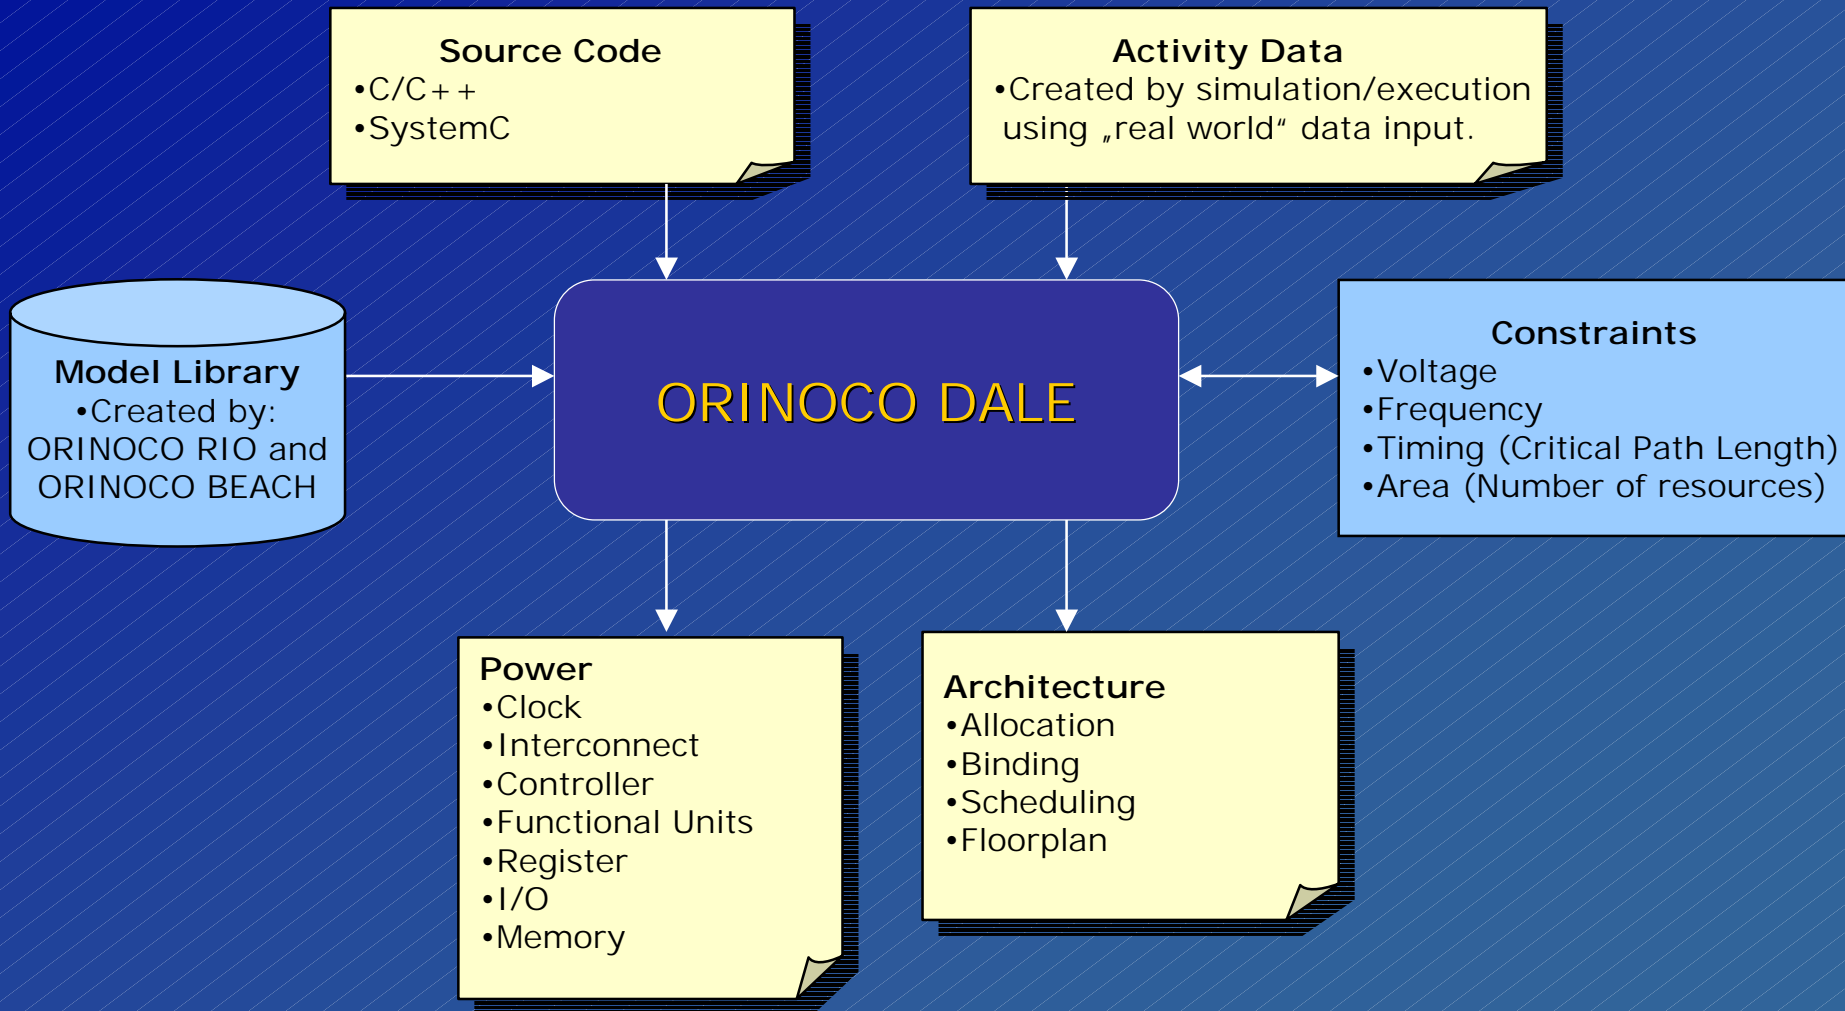 Source Code
•C/C++
•SystemC
Activity Data
•Created by simulation/execution
using „real world“ data input.
Model Library
•Created by:
ORINOCO RIO and
ORINOCO BEACH
ORINOCO DALE
Constraints
•Voltage
•Frequency
•Timing (Critical Path Length)
•Area (Number of resources)
Power
•Clock
•Interconnect
•Controller
•Functional Units
•Register
•I/O
•Memory
Architecture
•Allocation
•Binding
•Scheduling
•Floorplan